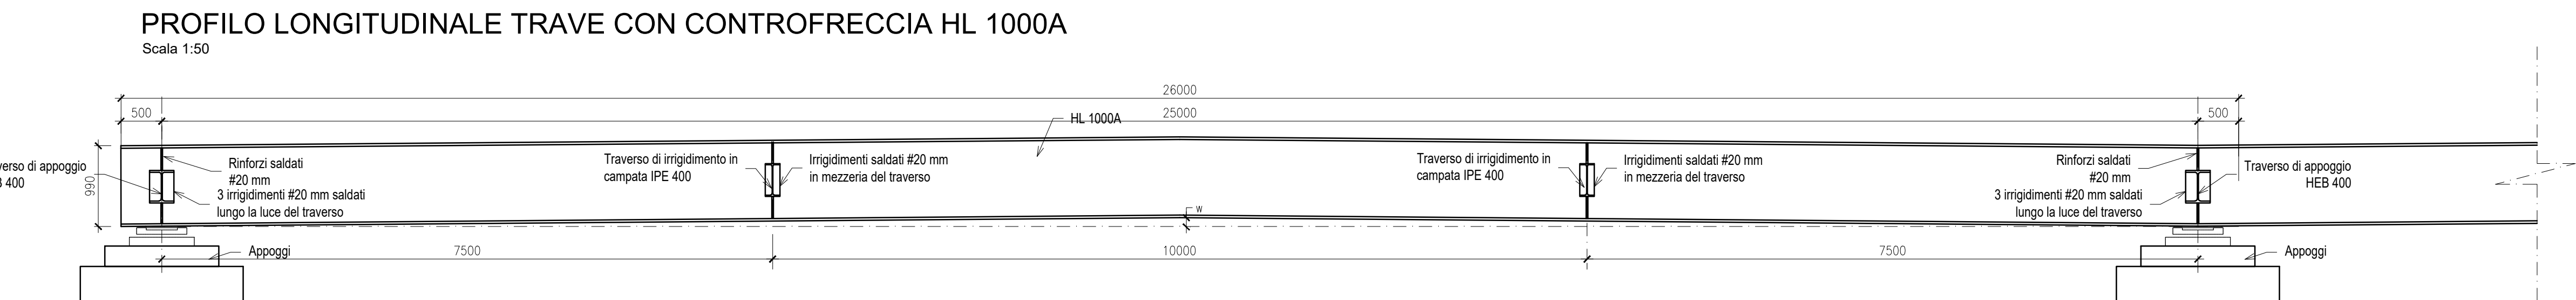 PROFILO LONGITUDINALE TRAVE CON CONTROFRECCIA HL 1000A
Scala 1:50
26000
500
25000
500
HL 1000A
990
verso di appoggio
400
Rinforzi saldati
#20 mm
3 irrigidimenti #20 mm saldati
lungo la luce del traverso
Traverso di irrigidimento in
campata IPE 400
Irrigidimenti saldati #20 mm
in mezzeria del traverso
Traverso di irrigidimento in
campata IPE 400
Irrigidimenti saldati #20 mm
in mezzeria del traverso
Rinforzi saldati
#20 mm
3 irrigidimenti #20 mm saldati
lungo la luce del traverso
Traverso di appoggio
HEB 400
w
Appoggi
7500
10000
7500
Appoggi